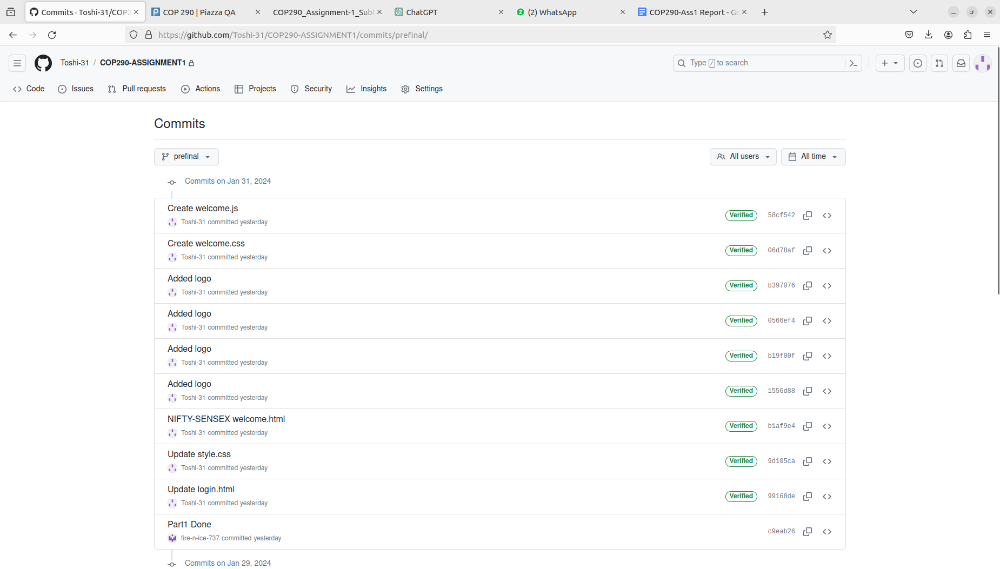 Commits · Toshi-31/COP2
COP 290 | Piazza QA
COP290_Assignment-1_Subt
ChatGPT
(2) WhatsApp
COP290-Ass1 Report - Go
https://github.com/Toshi-31/COP290-ASSIGNMENT1/commits/prefinal/
Toshi-31 / COP290-ASSIGNMENT1
Type / to search
Code
Issues
Pull requests
Actions
Projects
Security
Insights
Settings
Commits
prefinal
All users
All time
Commits on Jan 31, 2024
Create welcome.js
Toshi-31 committed yesterday
Verified
58cf542
Create welcome.css
Toshi-31 committed yesterday
Verified
06d78af
Added logo
Toshi-31 committed yesterday
Verified
b397076
Added logo
Toshi-31 committed yesterday
Verified
0566ef4
Added logo
Toshi-31 committed yesterday
Verified
b19f00f
Added logo
Toshi-31 committed yesterday
Verified
1556d88
NIFTY-SENSEX welcome.html
Toshi-31 committed yesterday
Verified
b1af9e4
Update style.css
Toshi-31 committed yesterday
Verified
9d105ca
Update login.html
Toshi-31 committed yesterday
Verified
99168de
Part1 Done
fire-n-ice-737 committed yesterday
c9eab26
Commits on Jan 29, 2024